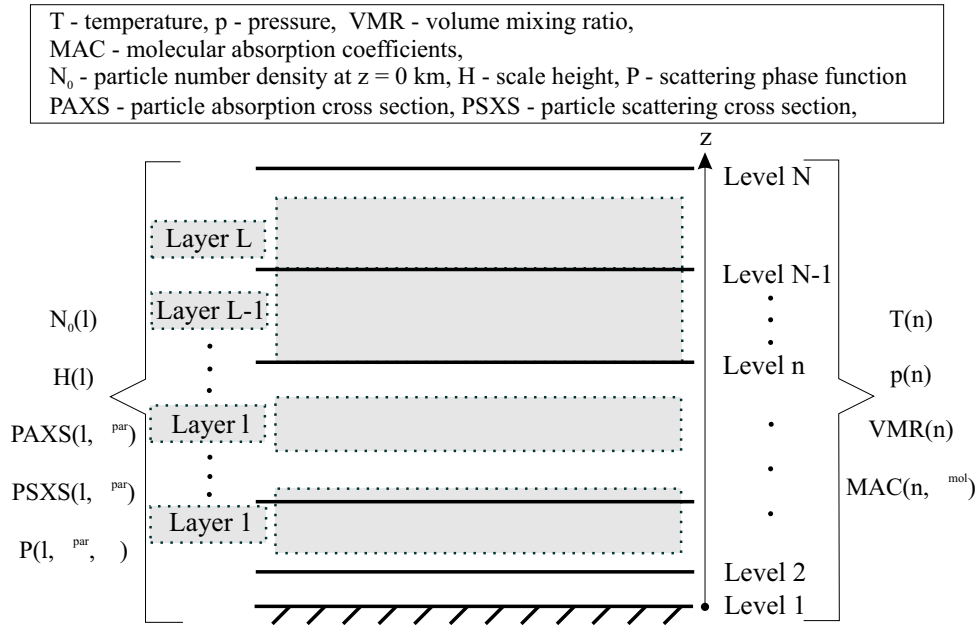 T - temperature, p - pressure, VMR - volume mixing ratio,
MAC - molecular absorption coefficients,
N₀ - particle number density at z = 0 km, H - scale height, P - scattering phase function
PAXS - particle absorption cross section, PSXS - particle scattering cross section,
z
Level N
Layer L
Level N-1
Layer L-1
N₀(l)
T(n)
Level n
H(l)
p(n)
Layer l
PAXS(l, par)
VMR(n)
PSXS(l, par)
MAC(n, mol)
Layer 1
P(l, par, )
Level 2
Level 1